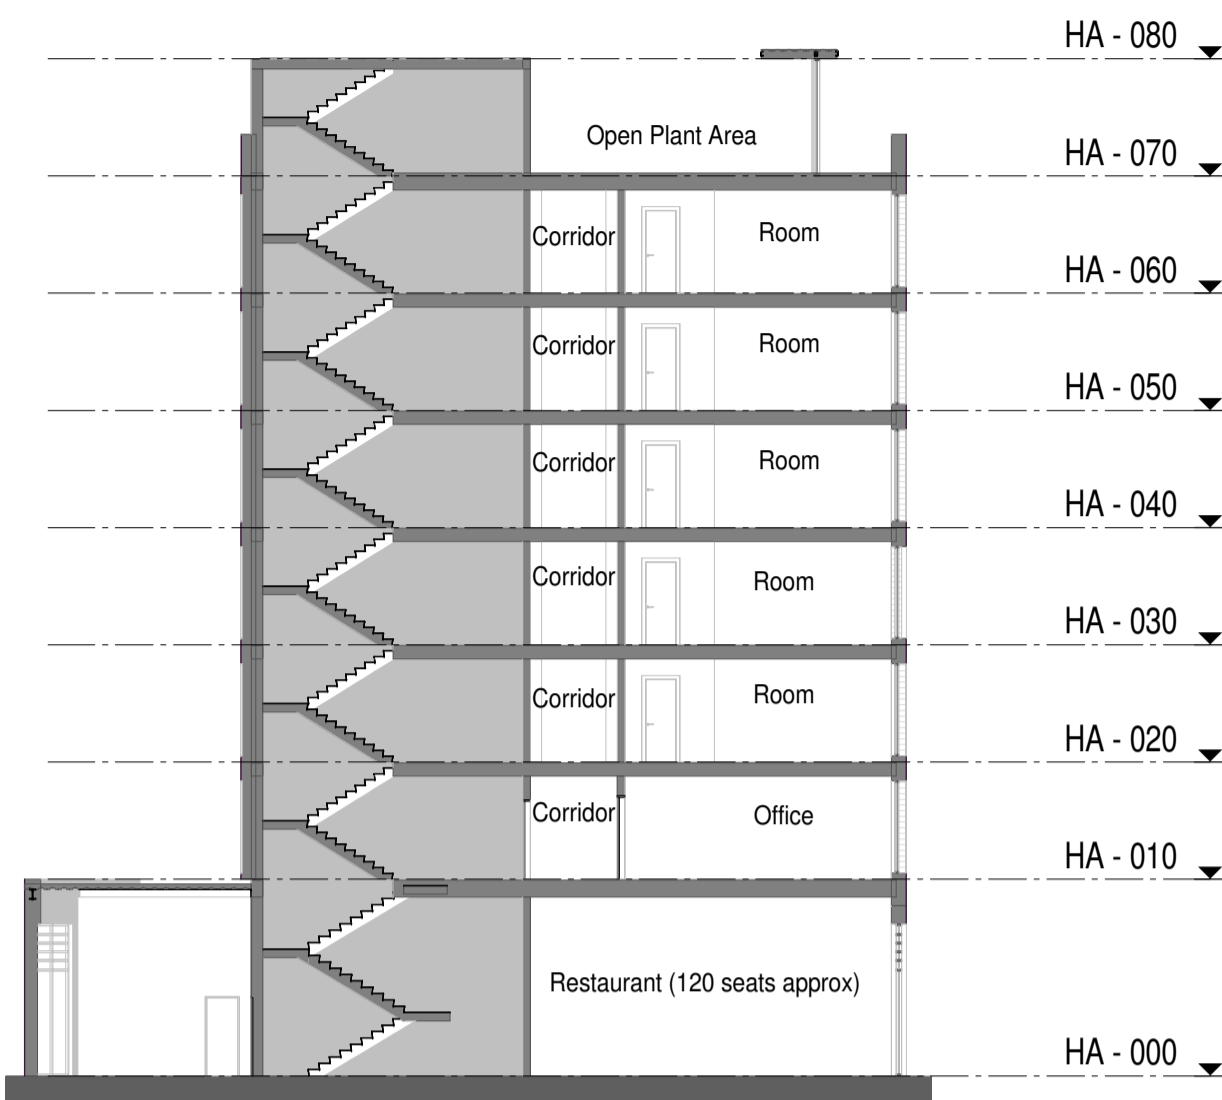 HA - 080
Open Plant Area
HA - 070
Corridor
Room
HA - 060
Corridor
Room
HA - 050
Corridor
Room
HA - 040
Corridor
Room
HA - 030
Corridor
Room
HA - 020
Corridor
Office
HA - 010
Restaurant (120 seats approx)
HA - 000